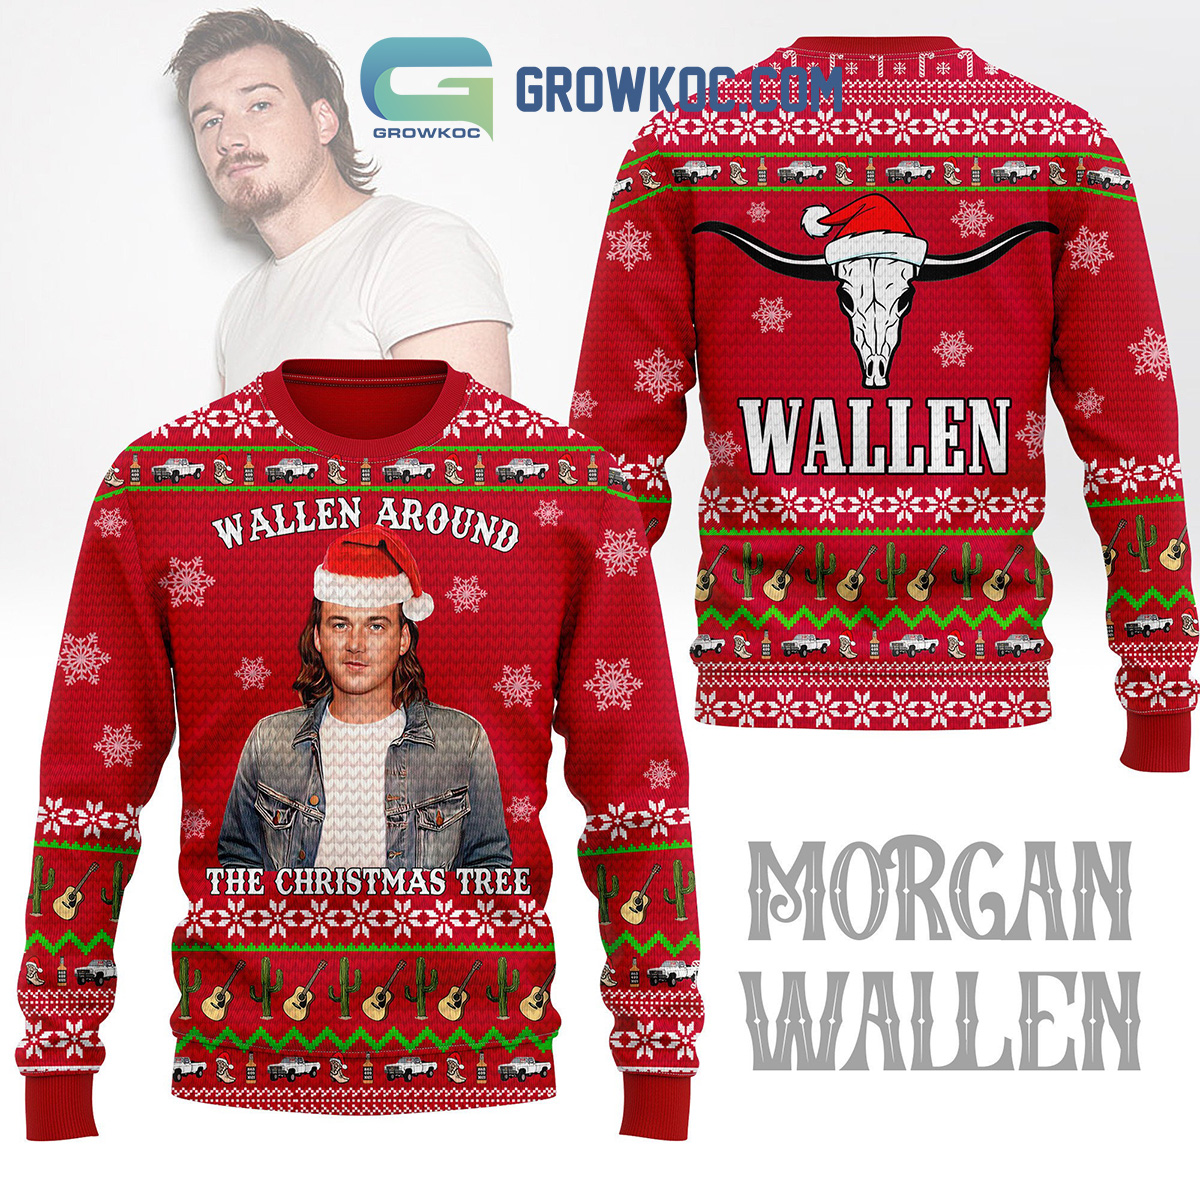 GROWKOC
GROWKOC.COM
WALLEN AROUND
THE CHRISTMAS TREE
WALLEN
MORGAN
WALLEN